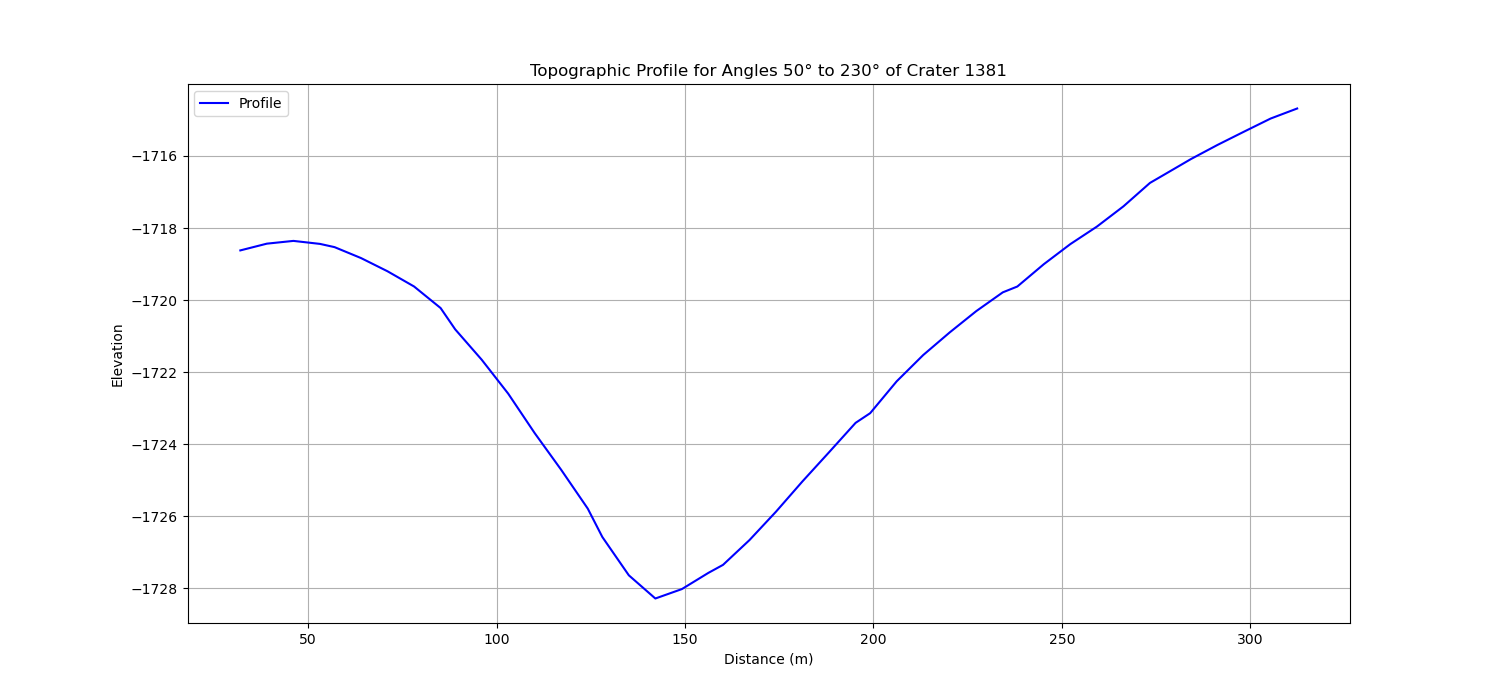 Topographic Profile for Angles 50° to 230° of Crater 1381
Profile
−1716
−1718
−1720
−1722
−1724
−1726
−1728
Elevation
50 100 150 200 250 300
Distance (m)